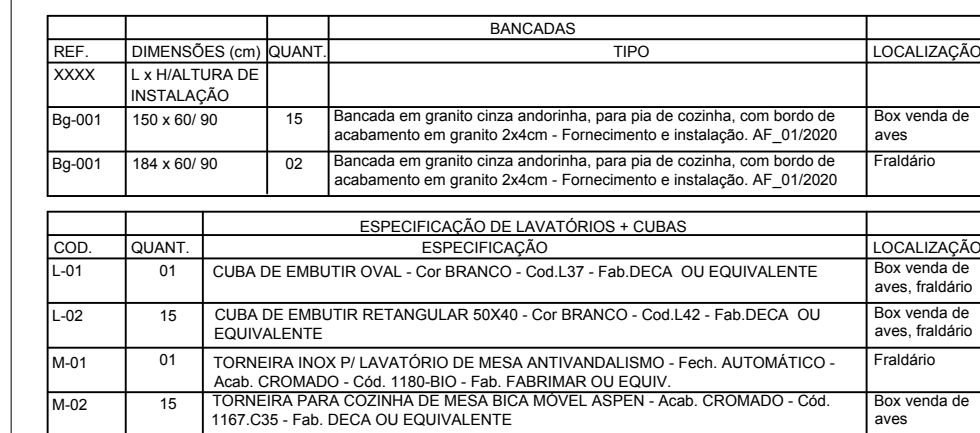 BANCADAS
REF. DIMENSÕES (cm) QUANT. TIPO LOCALIZAÇÃO
XXXX L x H/ALTURA DE
INSTALAÇÃO
Bg-001 150 x 60/ 90 15 Bancada em granito cinza andorinha, para pia de cozinha, com bordo de Box venda de
acabamento em granito 2x4cm - Fornecimento e instalação. AF_01/2020 aves
Bg-001 184 x 60/ 90 02 Bancada em granito cinza andorinha, para pia de cozinha, com bordo de Fraldário
acabamento em granito 2x4cm - Fornecimento e instalação. AF_01/2020
ESPECIFICAÇÃO DE LAVATÓRIOS + CUBAS
COD. QUANT. ESPECIFICAÇÃO LOCALIZAÇÃO
L-01 01 CUBA DE EMBUTIR OVAL - Cor BRANCO - Cod.L37 - Fab.DECA OU EQUIVALENTE Box venda de
aves, fraldário
L-02 15 CUBA DE EMBUTIR RETANGULAR 50X40 - Cor BRANCO - Cod.L42 - Fab.DECA OU Box venda de
EQUIVALENTE aves, fraldário
M-01 01 TORNEIRA INOX P/ LAVATÓRIO DE MESA ANTIVANDALISMO - Fech. AUTOMÁTICO - Fraldário
Acab. CROMADO - Cód. 1180-BIO - Fab. FABRIMAR OU EQUIV.
M-02 15 TORNEIRA PARA COZINHA DE MESA BICA MÓVEL ASPEN - Acab. CROMADO - Cód. Box venda de
1167.C35 - Fab. DECA OU EQUIVALENTE aves